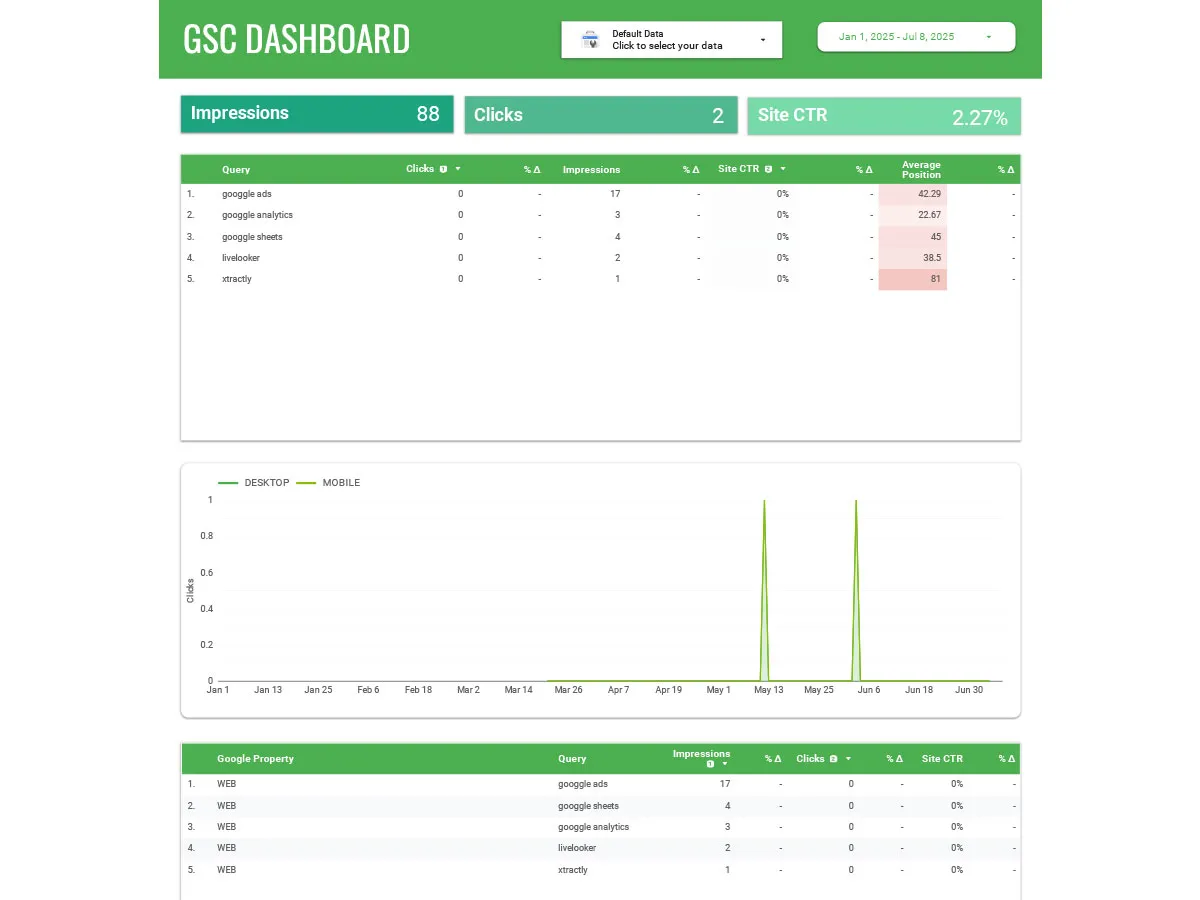 GSC DASHBOARD
Default Data
Click to select your data
Jan 1, 2025 - Jul 8, 2025
Impressions 88
Clicks 2
Site CTR 2.27%
Query Clicks 1 % Δ Impressions % Δ Site CTR 2 % Δ Average Position % Δ
1. googgle ads 0 - 17 - 0% - 42.29 -
2. googgle analytics 0 - 3 - 0% - 22.67 -
3. googgle sheets 0 - 4 - 0% - 45 -
4. livelooker 0 - 2 - 0% - 38.5 -
5. xtractly 0 - 1 - 0% - 81 -
DESKTOP MOBILE
Clicks
1
0.8
0.6
0.4
0.2
0
Jan 1 Jan 13 Jan 25 Feb 6 Feb 18 Mar 2 Mar 14 Mar 26 Apr 7 Apr 19 May 1 May 13 May 25 Jun 6 Jun 18 Jun 30
Google Property Query Impressions 1 % Δ Clicks 2 % Δ Site CTR % Δ
1. WEB googgle ads 17 - 0 - 0% -
2. WEB googgle sheets 4 - 0 - 0% -
3. WEB googgle analytics 3 - 0 - 0% -
4. WEB livelooker 2 - 0 - 0% -
5. WEB xtractly 1 - 0 - 0% -